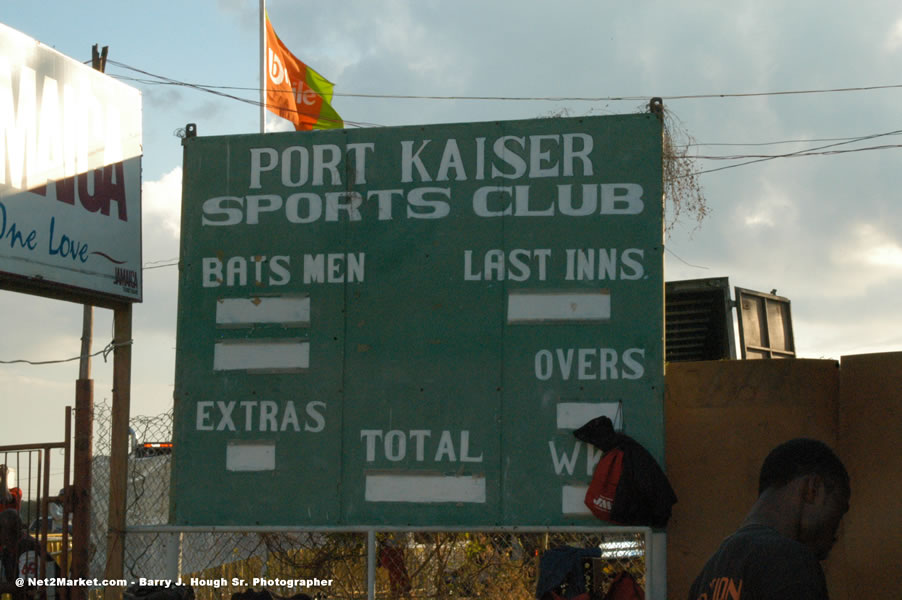 PORT KAISER
SPORTS CLUB
BATS MEN
LAST INNS.
OVERS
EXTRAS
TOTAL
One Love
JAMAICA
@ Net2Market.com - Barry J. Hough Sr. Photographer